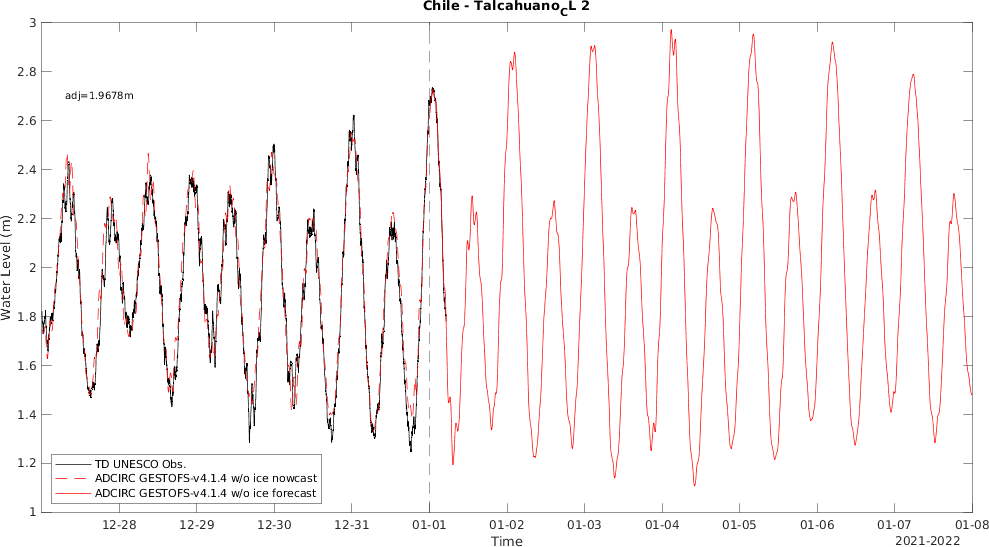 Chile - Talcahuano_CL 2
3
2.8
adj=1.9678m
2.6
2.4
2.2
2
1.8
1.6
1.4
1.2
1
Water Level (m)
TD UNESCO Obs.
ADCIRC GESTOFS-v4.1.4 w/o ice nowcast
ADCIRC GESTOFS-v4.1.4 w/o ice forecast
12-28 12-29 12-30 12-31 01-01 01-02 01-03 01-04 01-05 01-06 01-07 01-08
Time
2021-2022